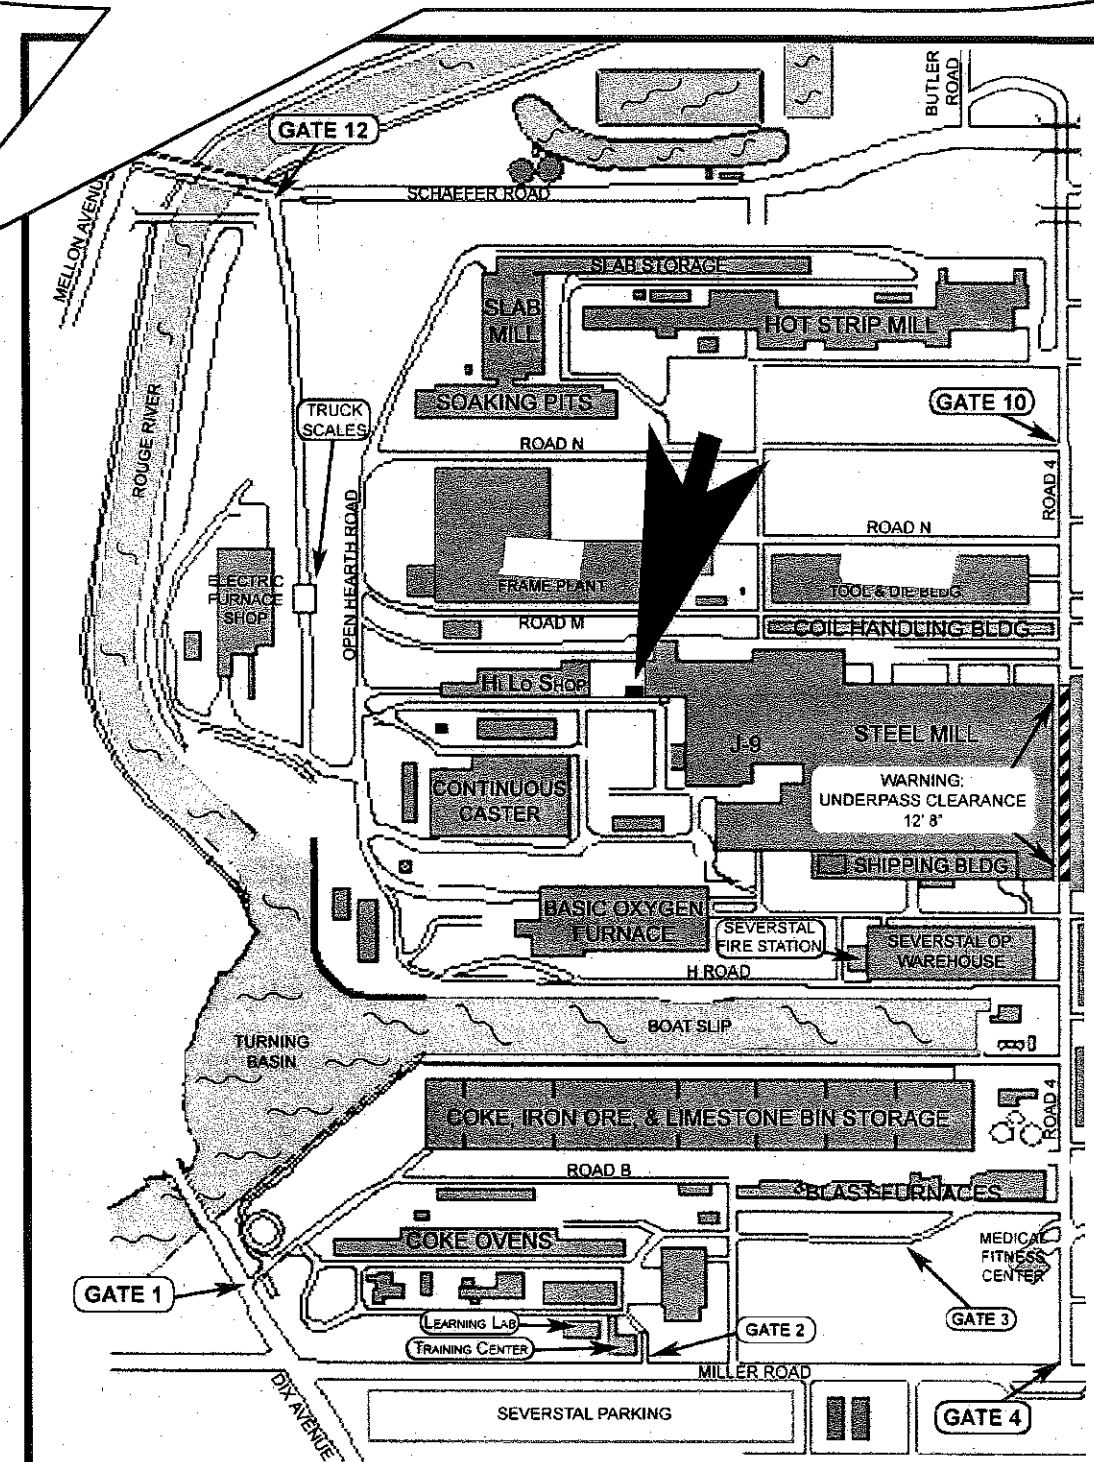 BUTLER
ROAD
GATE 12
SCHAEFER ROAD
MELLON AVENUE
SLAB STORAGE
SLAB
MILL
HOT STRIP MILL
SOAKING PITS
GATE 10
TRUCK
SCALES
ROAD N
ROUGE RIVER
OPEN HEARTH ROAD
ROAD 4
ROAD N
ELECTRIC
FURNACE
SHOP
FRAME PLANT
TOOL & DIE BLDG
ROAD M
COIL HANDLING BLDG
HI LO SHOP
J-9
STEEL MILL
WARNING:
UNDERPASS CLEARANCE
12' 8"
CONTINUOUS
CASTER
SHIPPING BLDG
BASIC OXYGEN
FURNACE
SEVERSTAL
FIRE STATION
SEVERSTAL OP
WAREHOUSE
H ROAD
BOAT SLIP
TURNING
BASIN
COKE, IRON ORE, & LIMESTONE BIN STORAGE
ROAD 4
ROAD B
BLAST FURNACES
COKE OVENS
MEDICAL
FITNESS
CENTER
GATE 1
LEARNING LAB
TRAINING CENTER
GATE 2
GATE 3
MILLER ROAD
DIX AVENUE
SEVERSTAL PARKING
GATE 4